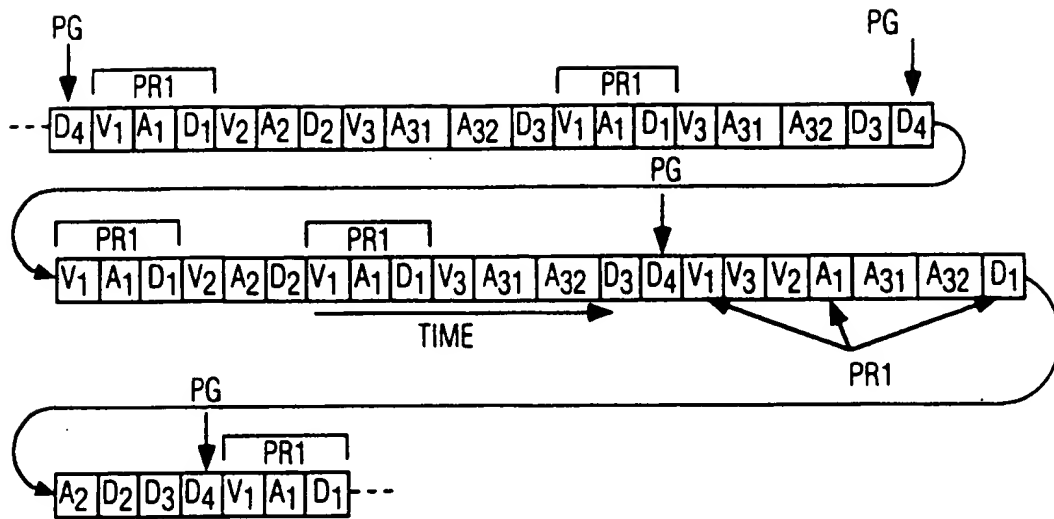 PG PG
PR1 PR1
D4 V1 A1 D1 V2 A2 D2 V3 A31 A32 D3 V1 A1 D1 V3 A31 A32 D3 D4
PG
PR1 PR1
V1 A1 D1 V2 A2 D2 V1 A1 D1 V3 A31 A32 D3 D4 V1 V3 V2 A1 A31 A32 D1
TIME
PR1
PG
PR1
A2 D2 D3 D4 V1 A1 D1